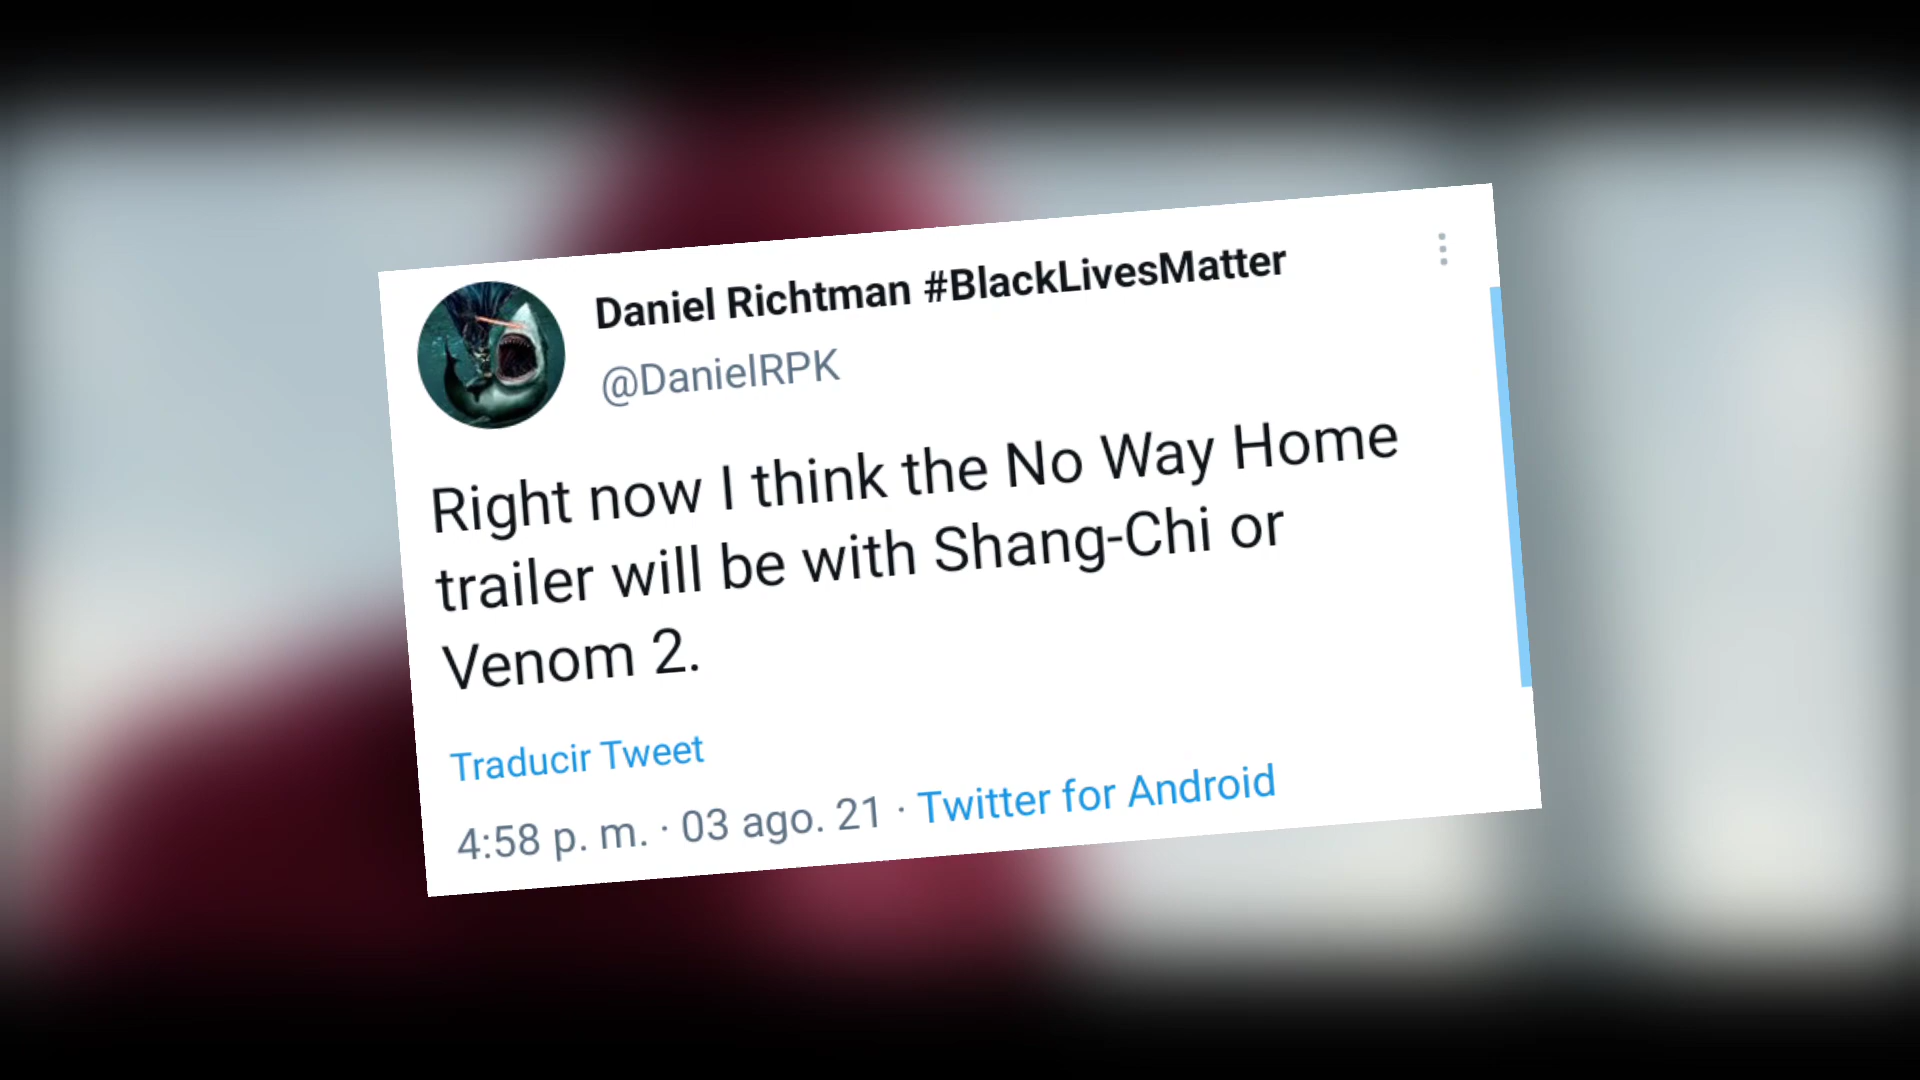 Daniel Richtman #BlackLivesMatter
@DanielRPK
Right now I think the No Way Home
trailer will be with Shang-Chi or
Venom 2.
Traducir Tweet
4:58 p. m. · 03 ago. 21 · Twitter for Android